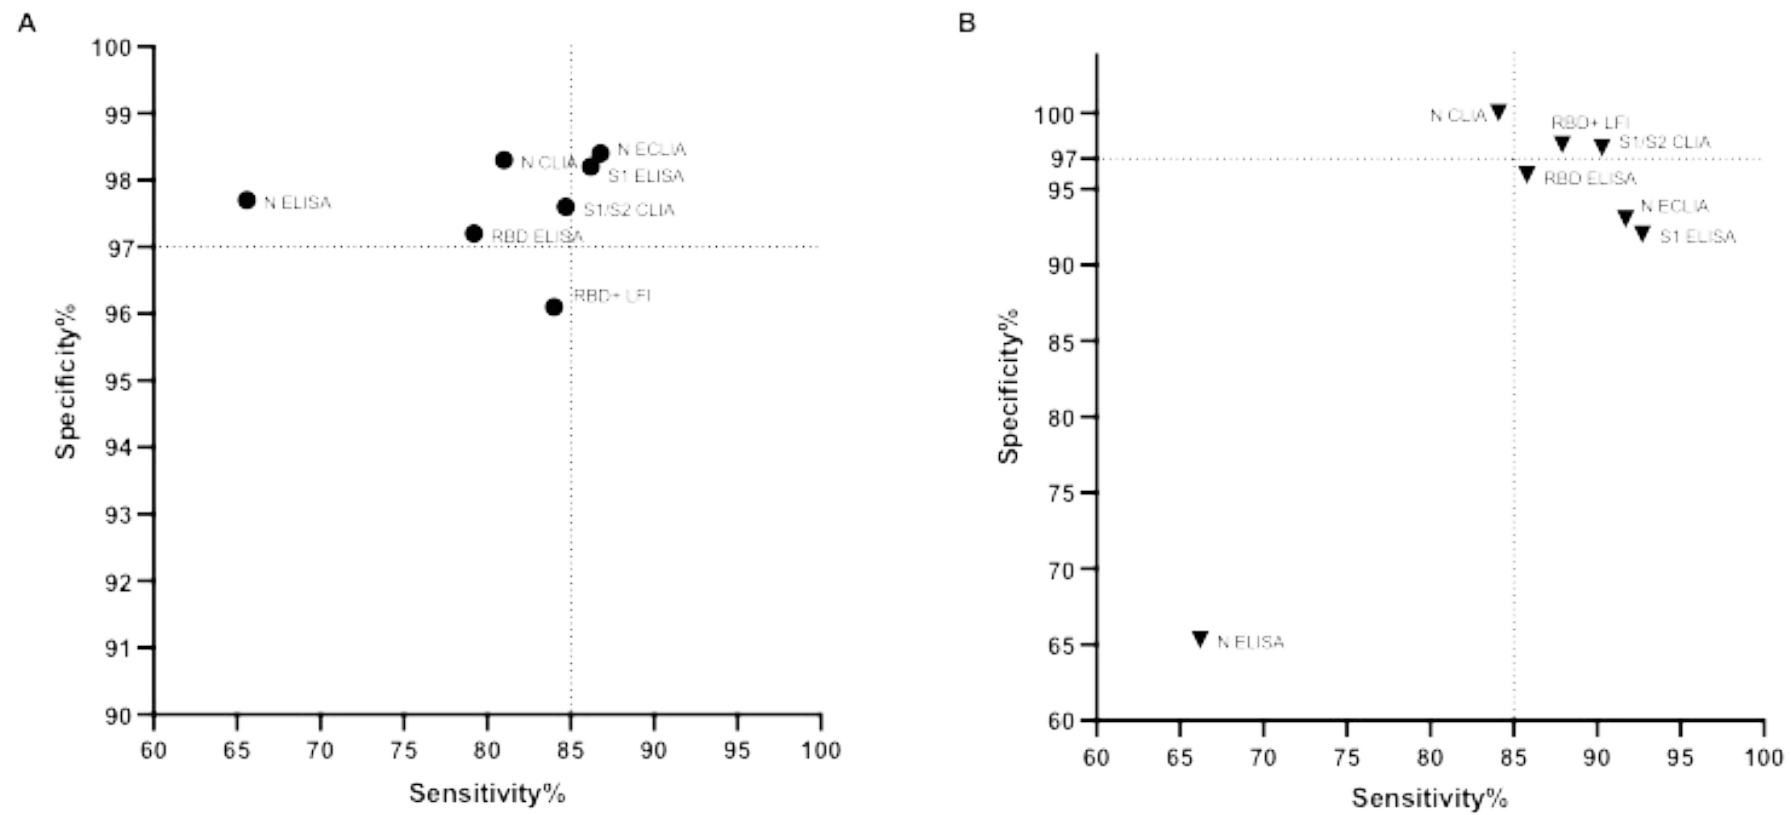 A
100
99
98
97
96
95
94
93
92
91
90
Specificity%
N ELISA
N CLIA
N ECLIA
S1 ELISA
S1/S2 CLIA
RBD ELISA
RBD+ LFI
60 65 70 75 80 85 90 95 100
Sensitivity%
B
100
97
95
90
85
80
75
70
65
60
Specificity%
N CLIA
RBD+ LFI
S1/S2 CLIA
RBD ELISA
N ECLIA
S1 ELISA
N ELISA
60 65 70 75 80 85 90 95 100
Sensitivity%